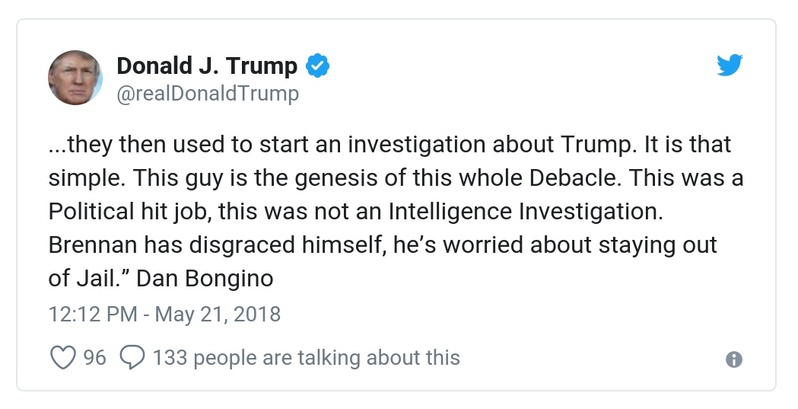 Donald J. Trump
@realDonaldTrump
...they then used to start an investigation about Trump. It is that
simple. This guy is the genesis of this whole Debacle. This was a
Political hit job, this was not an Intelligence Investigation.
Brennan has disgraced himself, he’s worried about staying out
of Jail.” Dan Bongino
12:12 PM - May 21, 2018
96 133 people are talking about this